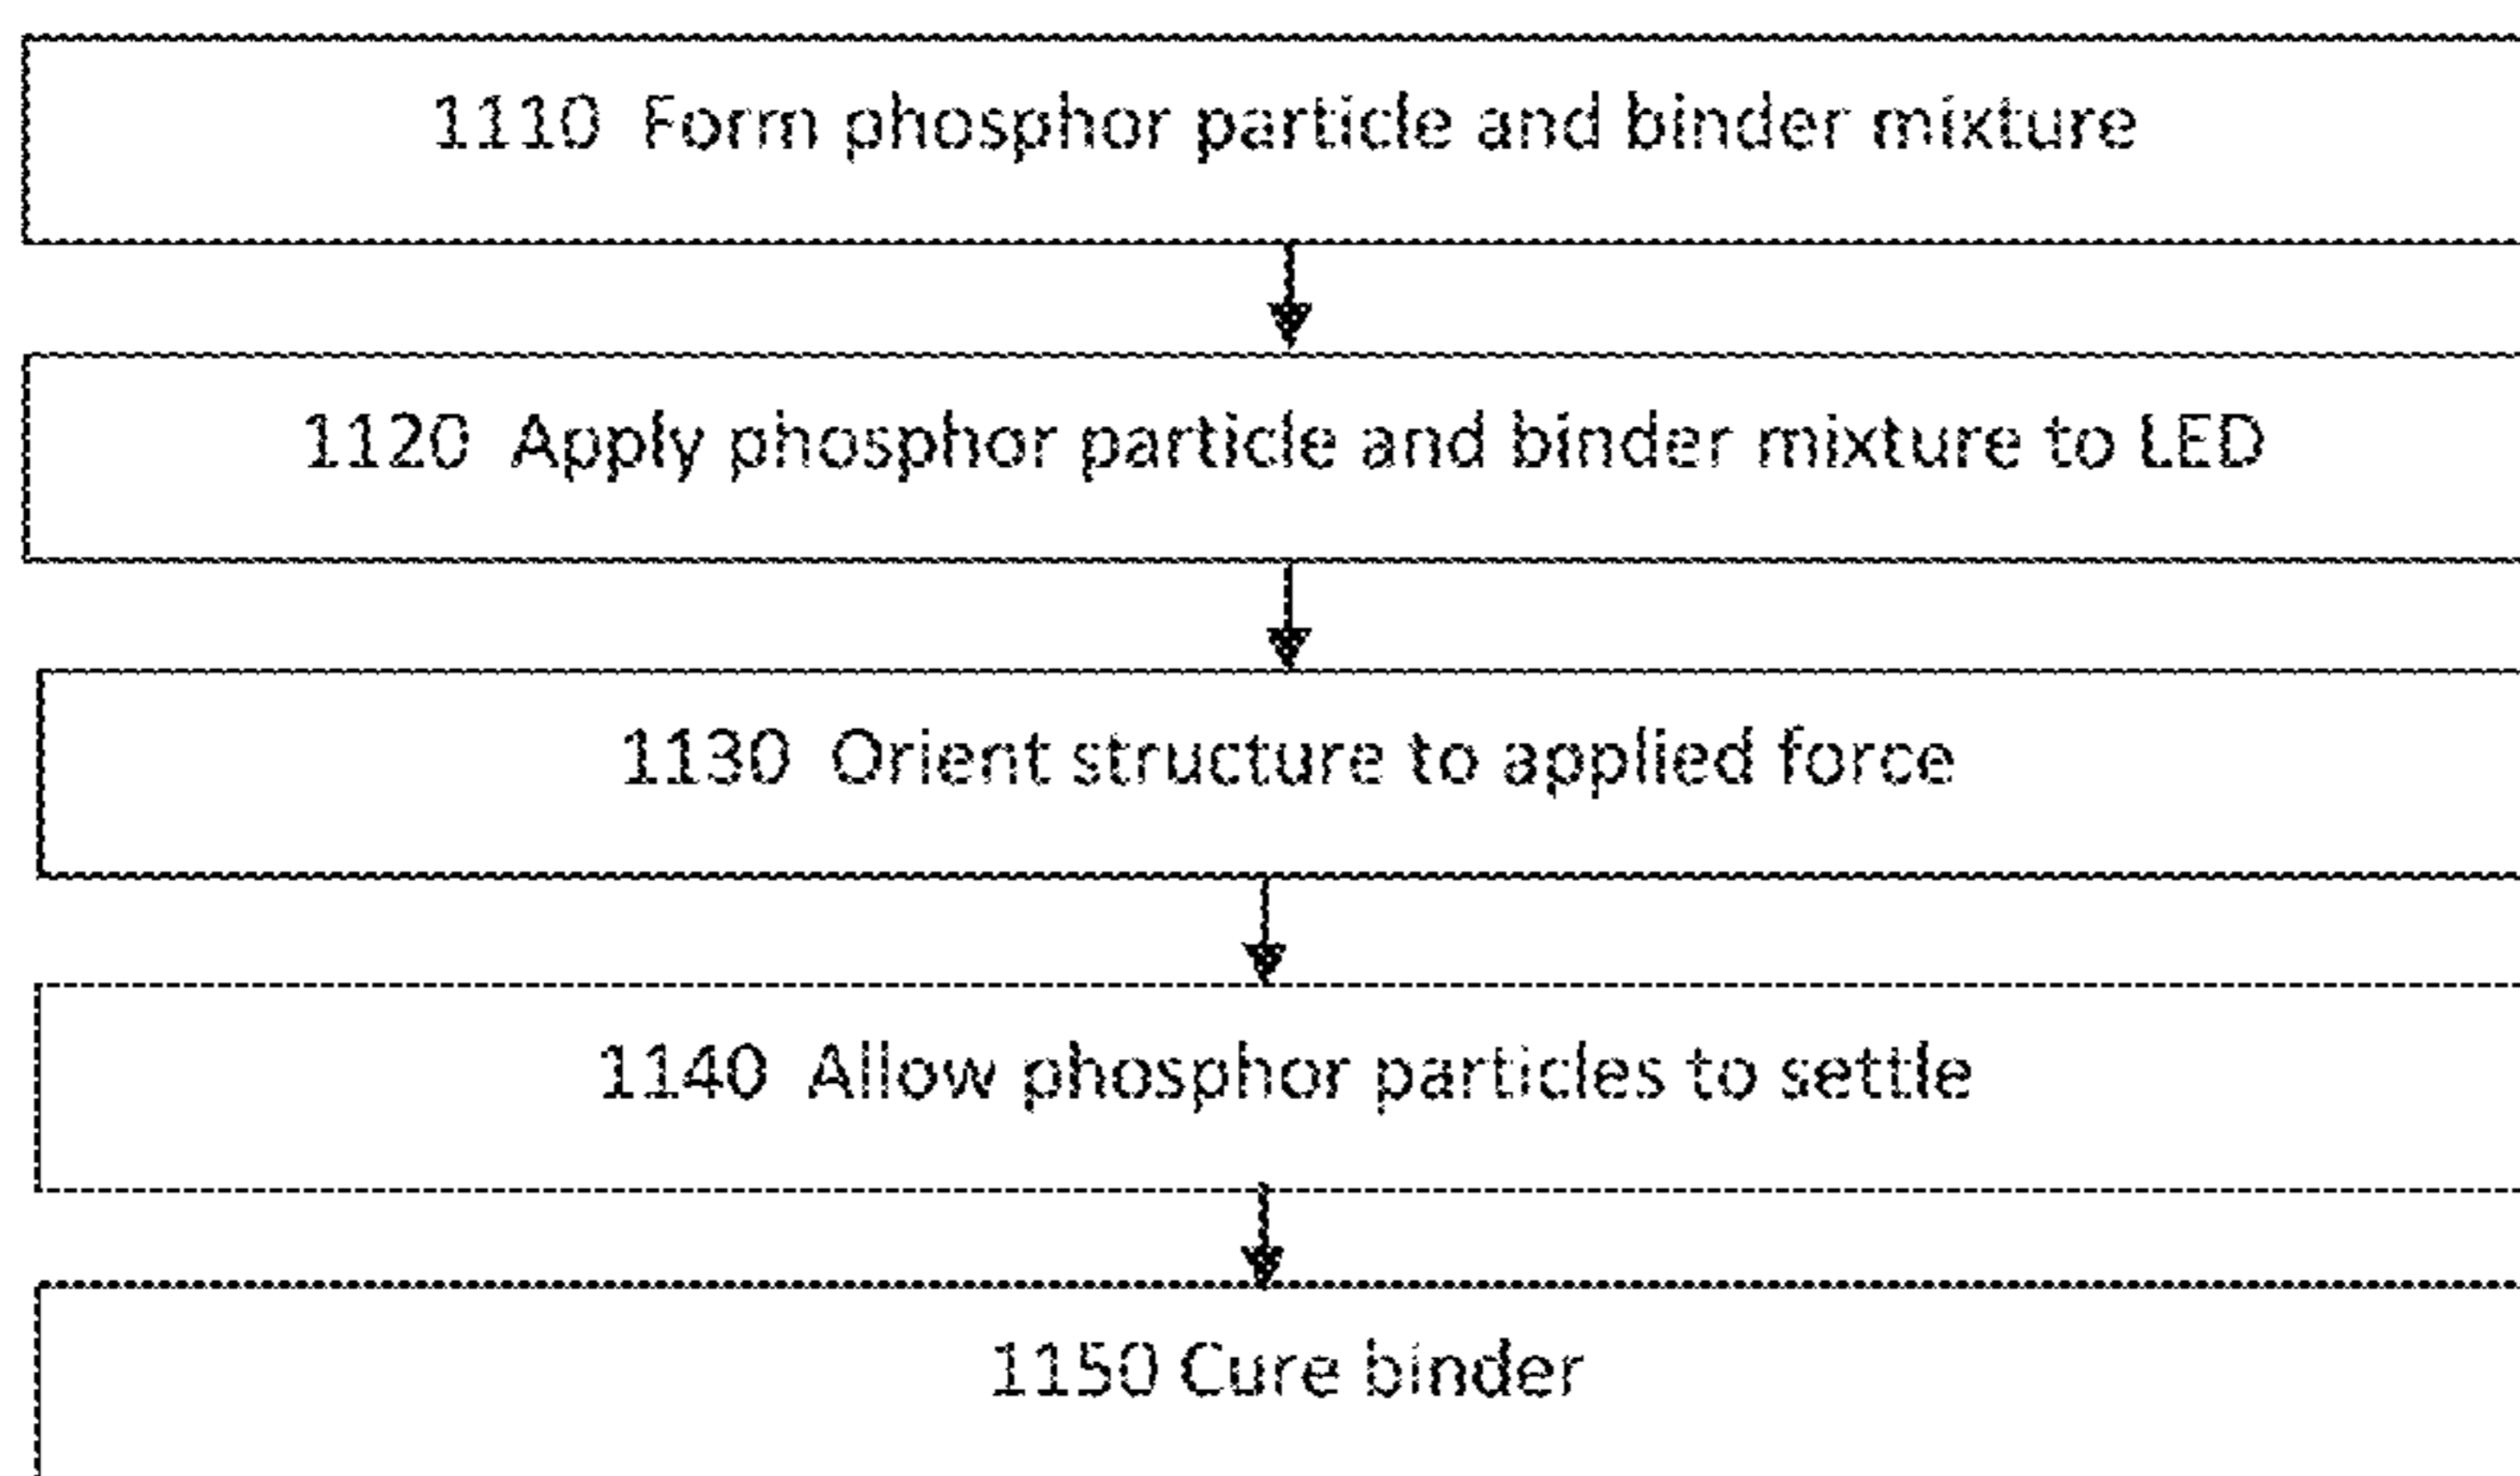 1110 Form phosphor particle and binder mixture
1120 Apply phosphor particle and binder mixture to LED
1130 Orient structure to applied force
1140 Allow phosphor particles to settle
1150 Cure binder